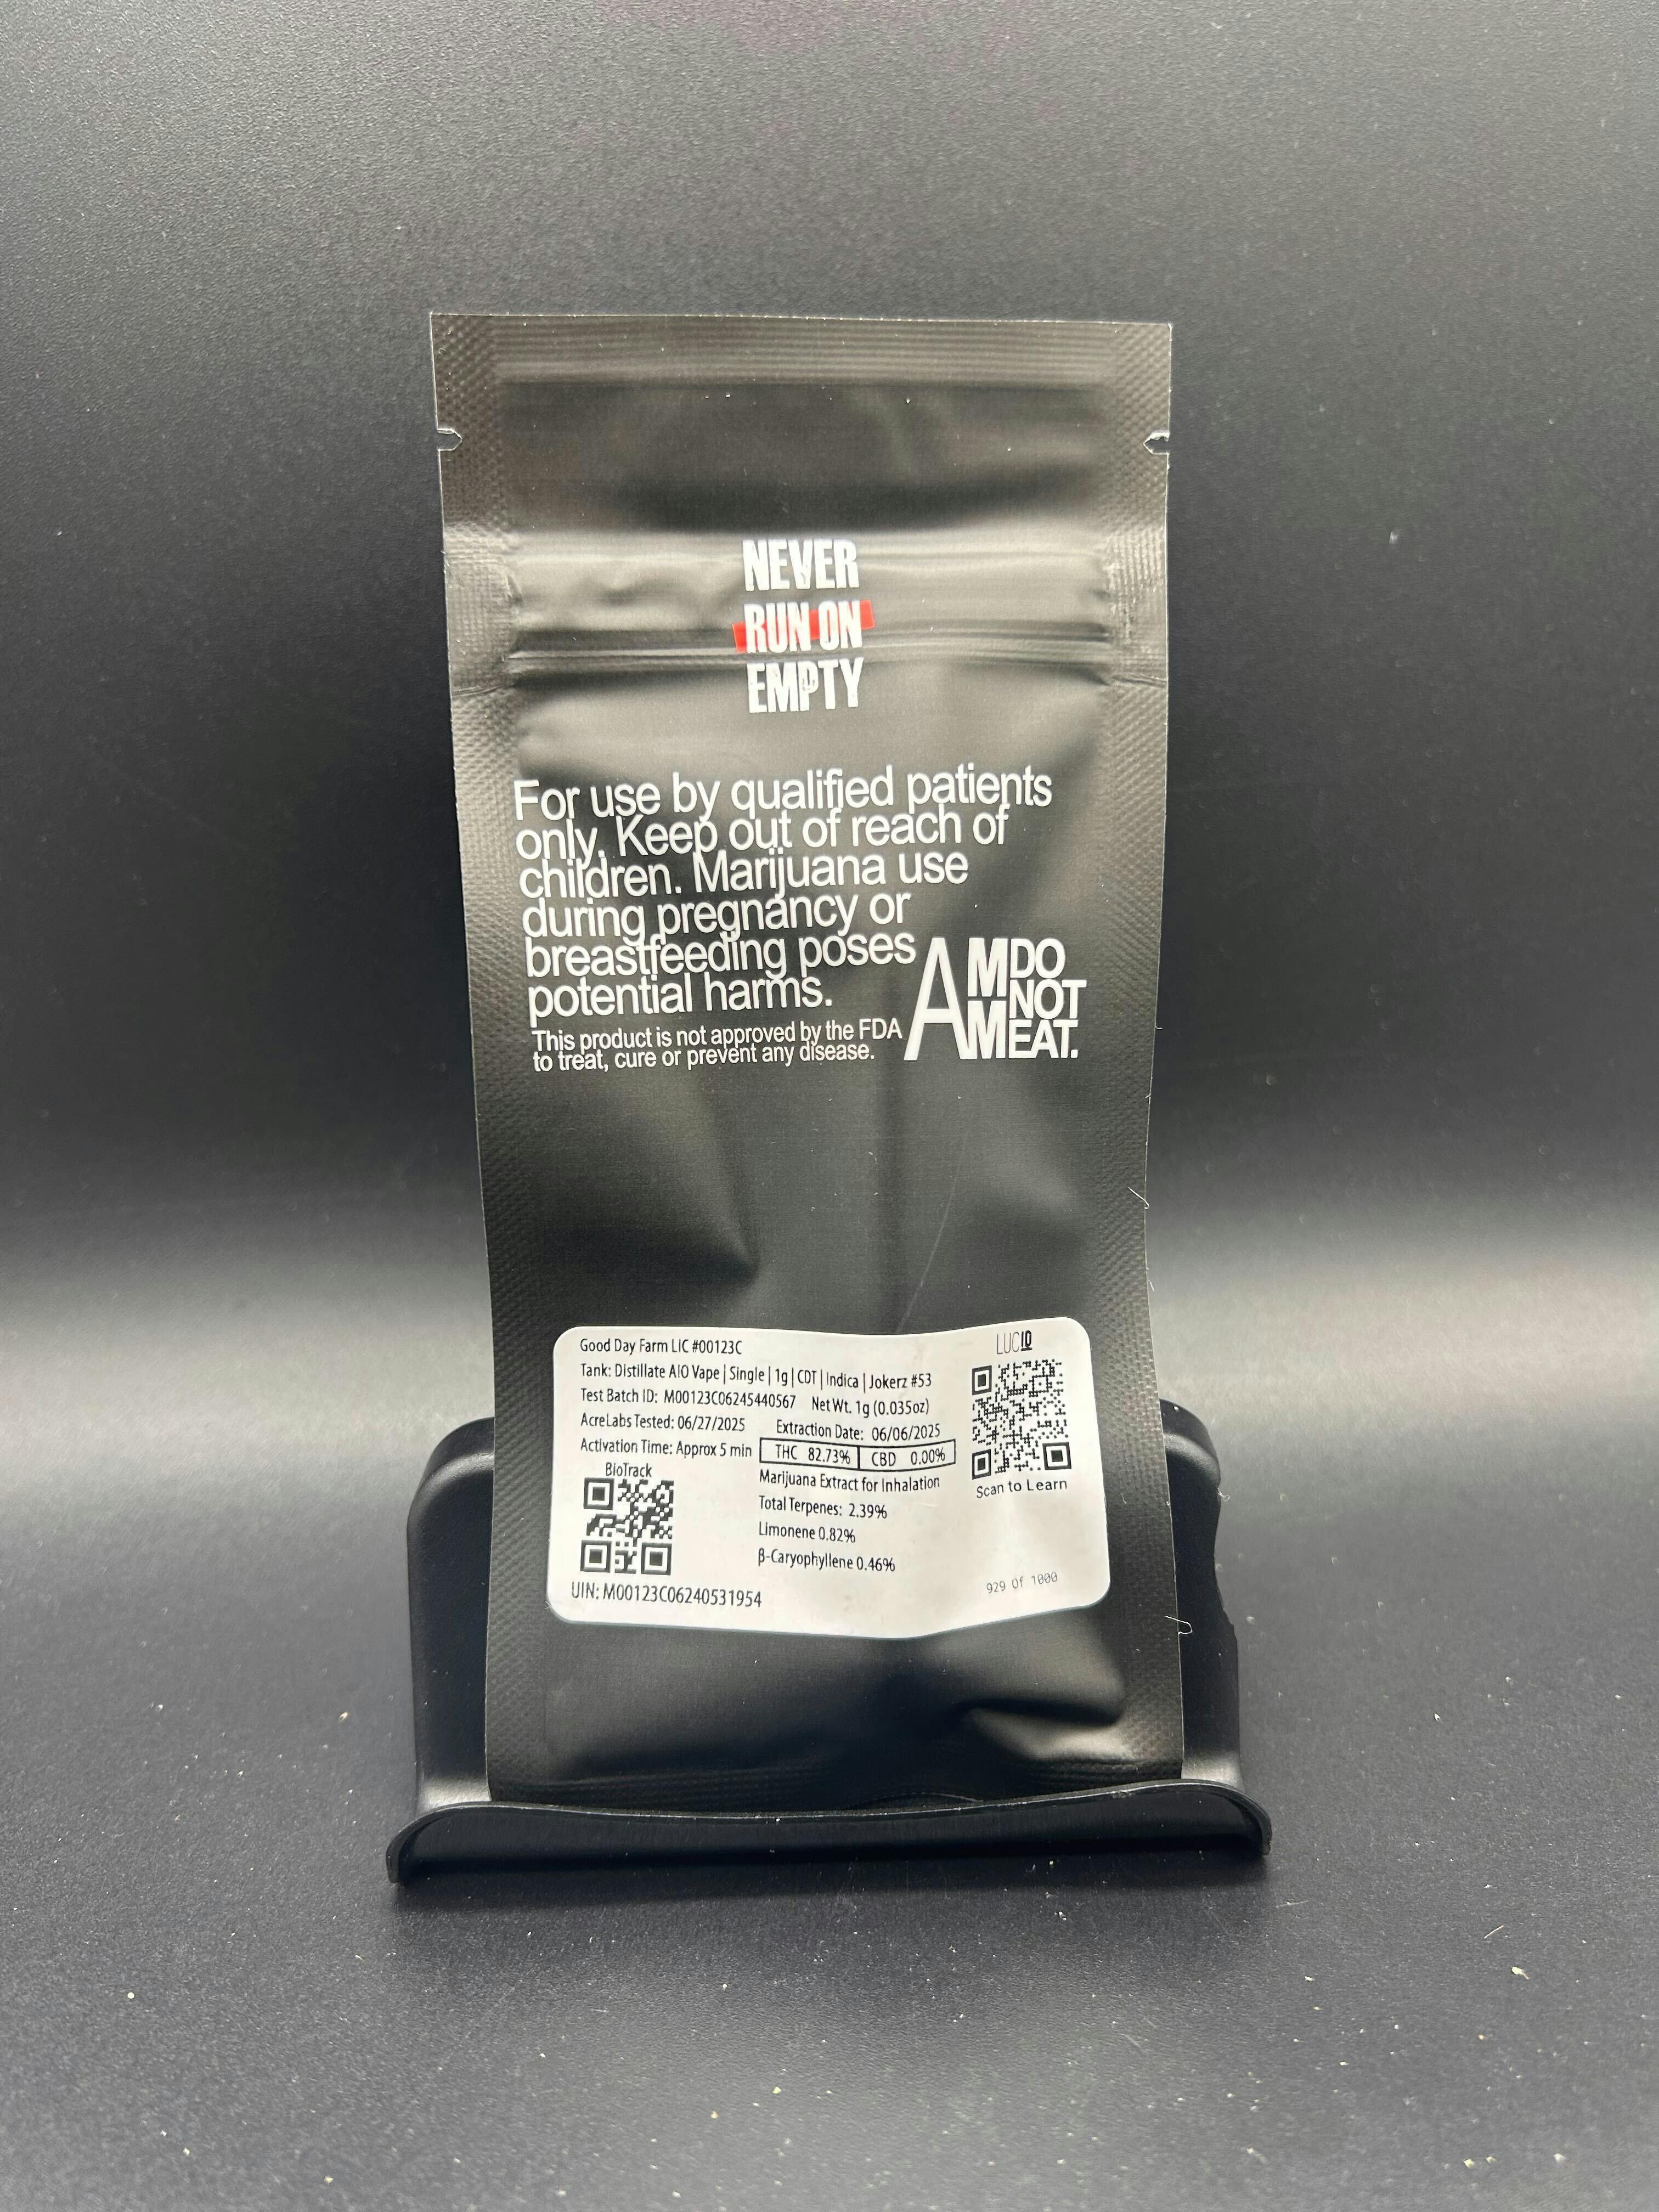 NEVER
RUN ON
EMPTY
For use by qualified patients
only. Keep out of reach of
children. Marijuana use
during pregnancy or
breastfeeding poses
potential harms.
This product is not approved by the FDA
to treat, cure or prevent any disease.
A
M
M
DO
NOT
EAT.
Good Day Farm LIC #00123C
Tank: Distillate AIO Vape | Single | 1g | CDT | Indica | Jokerz #53
Test Batch ID: M00123C06245440567 Net Wt. 1g (0.035oz)
AcreLabs Tested: 06/27/2025 Extraction Date: 06/06/2025
Activation Time: Approx 5 min THC 82.73% CBD 0.00%
BioTrack
Marijuana Extract for Inhalation
Total Terpenes: 2.39%
Limonene 0.82%
β-Caryophyllene 0.46%
UIN: M00123C06240531954
LUCID
Scan to Learn
929 Of 1000